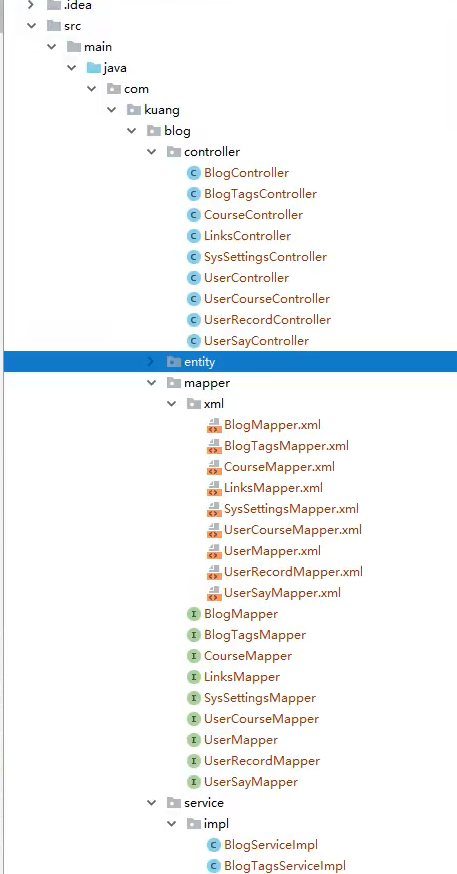 .idea
src
main
java
com
kuang
blog
controller
BlogController
BlogTagsController
CourseController
LinksController
SysSettingsController
UserController
UserCourseController
UserRecordController
UserSayController
entity
mapper
xml
BlogMapper.xml
BlogTagsMapper.xml
CourseMapper.xml
LinksMapper.xml
SysSettingsMapper.xml
UserCourseMapper.xml
UserMapper.xml
UserRecordMapper.xml
UserSayMapper.xml
BlogMapper
BlogTagsMapper
CourseMapper
LinksMapper
SysSettingsMapper
UserCourseMapper
UserMapper
UserRecordMapper
UserSayMapper
service
impl
BlogServiceImpl
BlogTagsServiceImpl